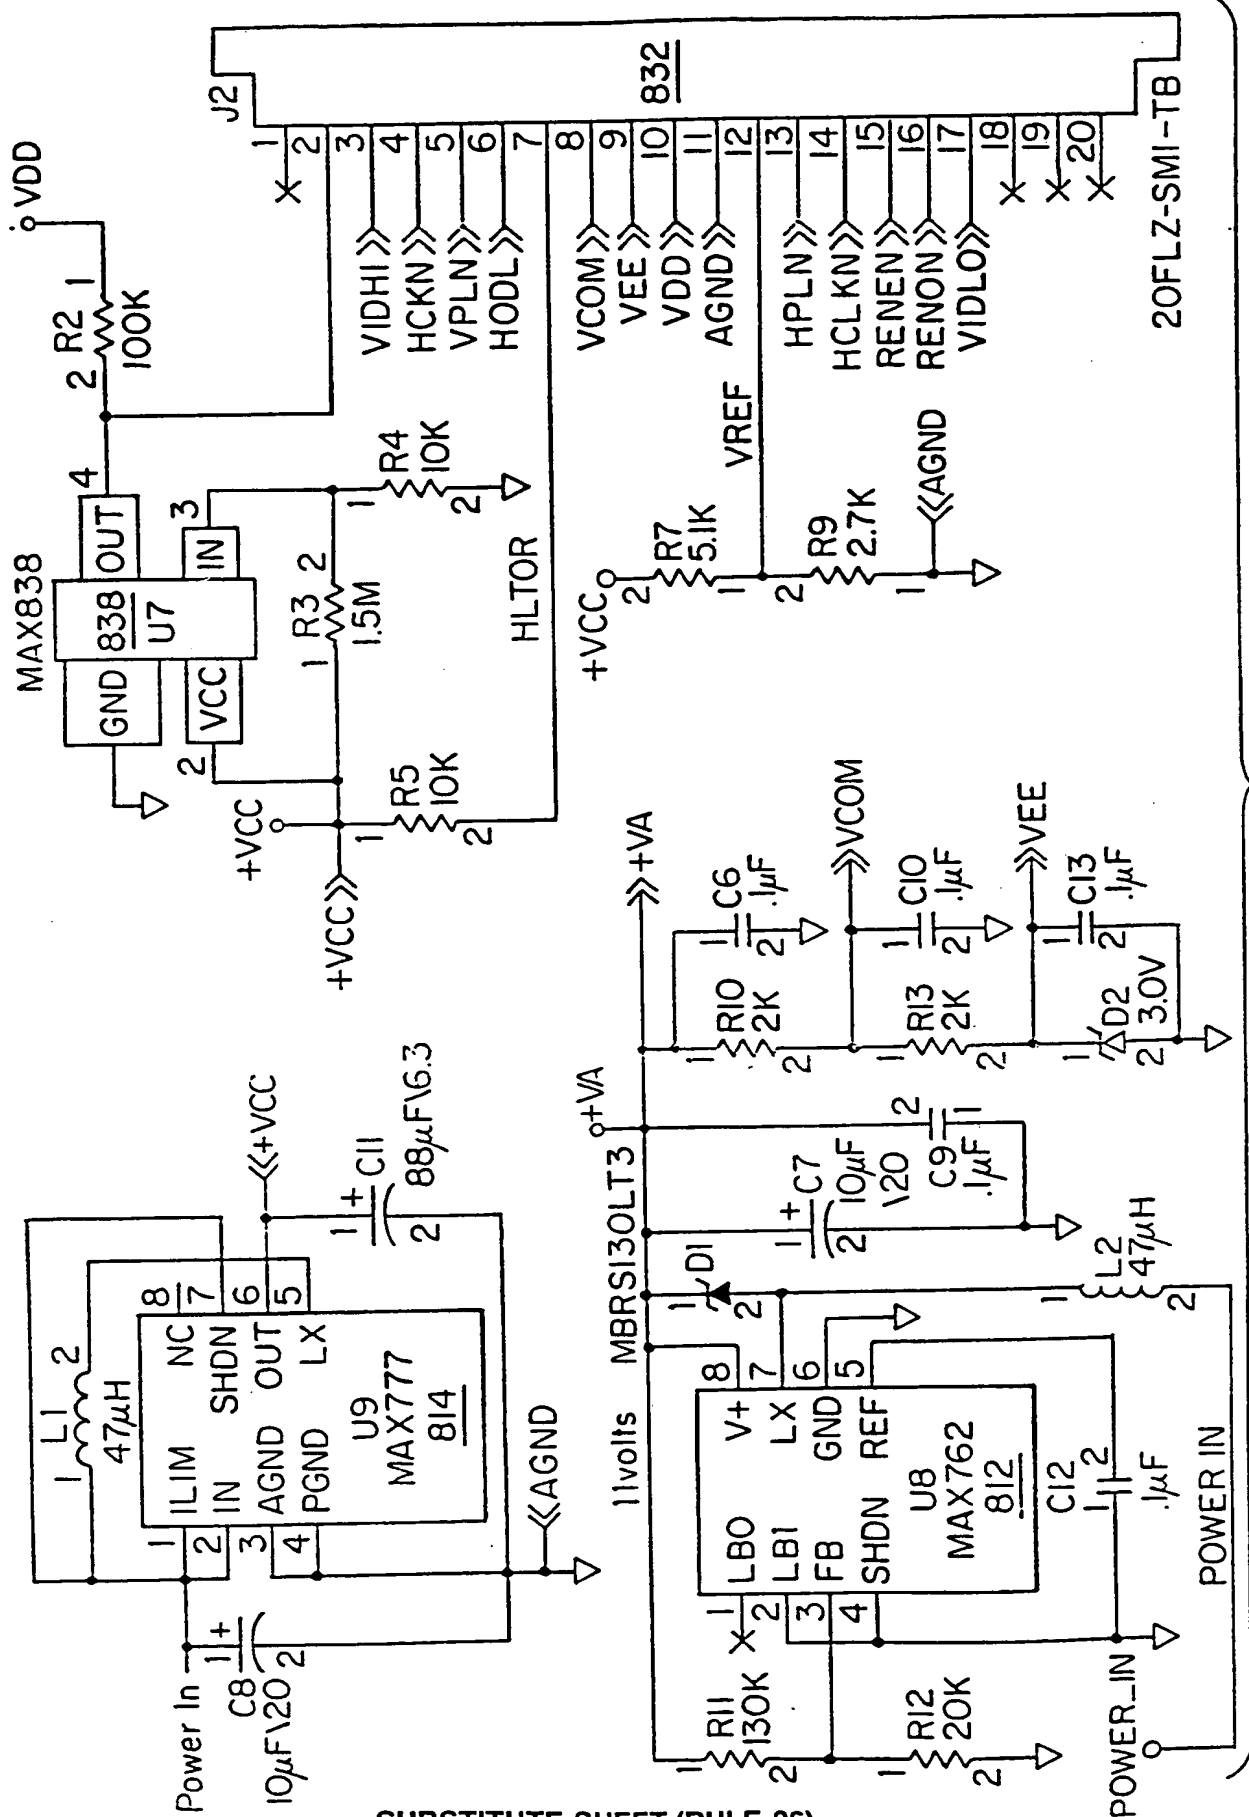 MAX838
GND
838
U7
OUT
4
VCC
2
IN
3
VDD
1
R2
100K
2
+VCC
+VCC
1
R3
2
1.5M
1
R4
10K
2
1
R5
10K
2
HLTOR
J2
832
20FLZ-SM1-TB
1
2
3
4
5
6
7
8
9
10
11
12
13
14
15
16
17
18
19
20
VIDHI
HCKN
VPLN
HODL
VCOM
VEE
VDD
AGND
HPLN
HCLKN
RENEN
RENON
VIDLO
VREF
+VCC
2
R7
5.1K
1
2
R9
2.7K
1
AGND
L1
1
2
47µH
1
ILIM
2
IN
3
AGND
4
PGND
8
NC
7
SHDN
6
OUT
5
LX
U9
MAX777
814
Power In
1
+
C8
10µF\20
2
+VCC
1
+
C11
88µF\6.3
2
AGND
11volts
MBRS130LT3
+VA
+VA
1
LBO
2
LB1
3
FB
4
SHDN
8
V+
7
LX
6
GND
5
REF
U8
MAX762
812
1
D1
2
1
+
C7
10µF
\20
2
2
C9
.1µF
1
1
L2
47µH
2
C12
1
2
.1µF
1
R11
130K
2
1
R12
20K
2
POWER_IN
POWER IN
1
R10
2K
2
1
C6
.1µF
2
VCOM
1
R13
2K
2
1
C10
.1µF
2
VEE
1
D2
3.0V
2
1
C13
.1µF
2
SUBSTITUTE SHEET (RULE 26)